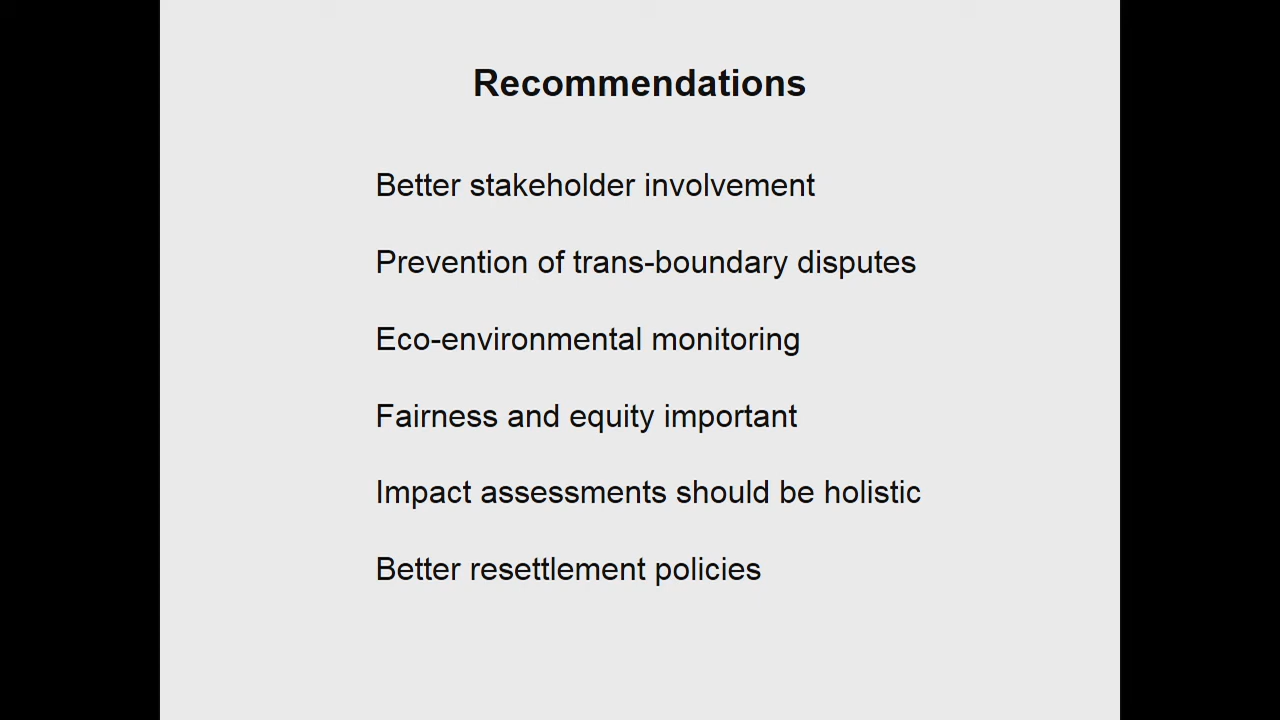 Recommendations
Better stakeholder involvement
Prevention of trans-boundary disputes
Eco-environmental monitoring
Fairness and equity important
Impact assessments should be holistic
Better resettlement policies